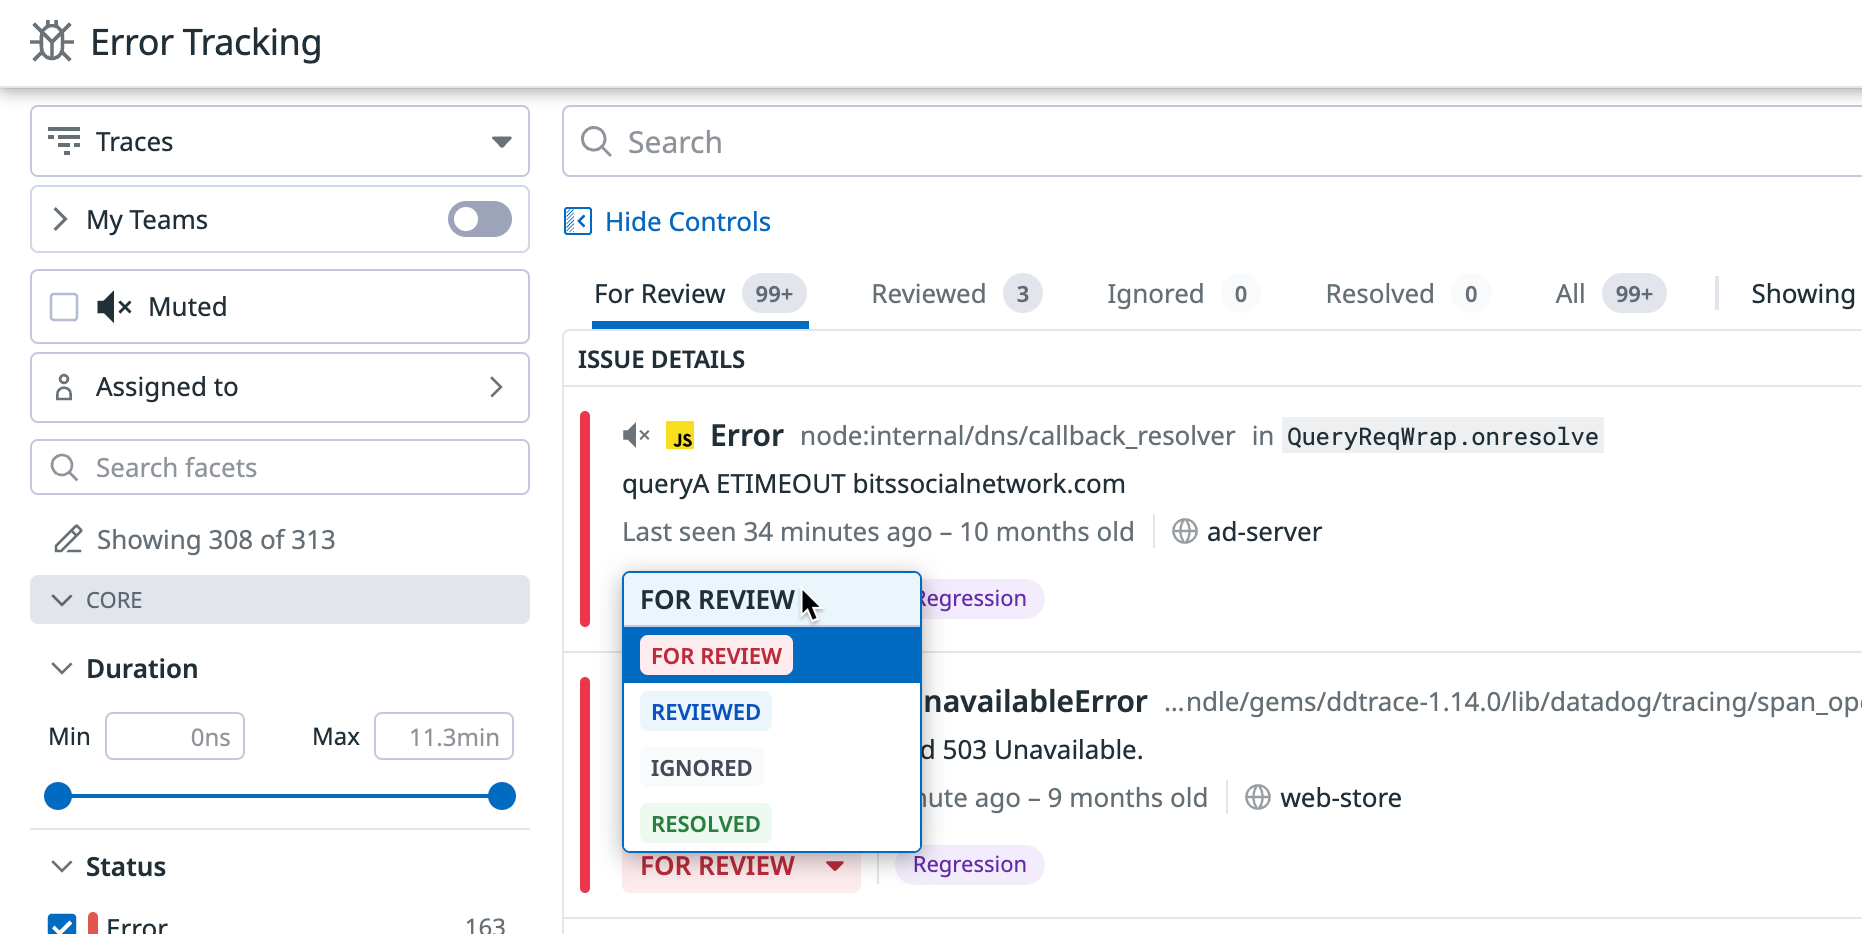 Error Tracking
Traces
My Teams
Muted
Assigned to
Search facets
Showing 308 of 313
CORE
Duration
Min 0ns Max 11.3min
Status
Error 163
Search
Hide Controls
For Review 99+ Reviewed 3 Ignored 0 Resolved 0 All 99+ Showing
ISSUE DETAILS
JS Error node:internal/dns/callback_resolver in QueryReqWrap.onresolve
queryA ETIMEOUT bitssocialnetwork.com
Last seen 34 minutes ago – 10 months old ad-server
FOR REVIEW Regression
FOR REVIEW
REVIEWED
IGNORED
RESOLVED
navailableError ...ndle/gems/ddtrace-1.14.0/lib/datadog/tracing/span_op
d 503 Unavailable.
ute ago – 9 months old web-store
FOR REVIEW Regression